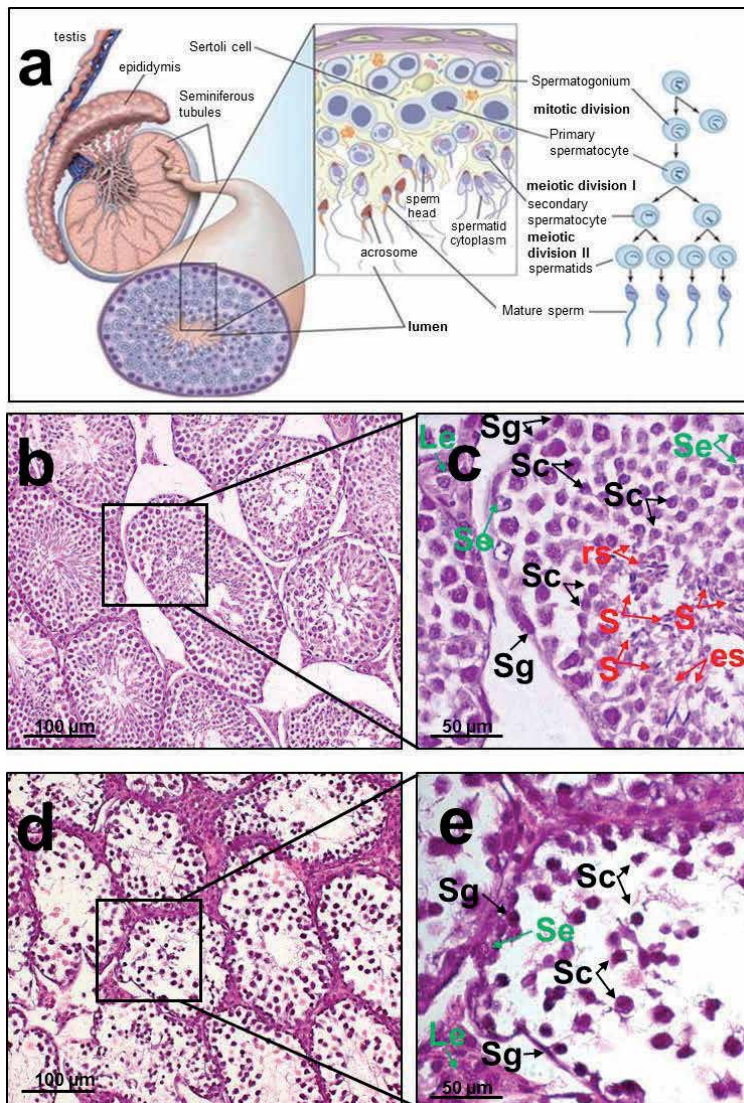 a
testis
epididymis
Seminiferous
tubules
Sertoli cell
sperm
head
spermatid
cytoplasm
acrosome
lumen
Spermatogonium
mitotic division
Primary
spermatocyte
meiotic division I
secondary
spermatocyte
meiotic
division II
spermatids
Mature sperm
b
100 µm
c
Le
Sg
Se
Sc
Sc
Se
rs
Sc
S
S
Sg
S
es
50 µm
d
100 µm
e
Sc
Sg
Se
Sc
Le
Sg
50 µm